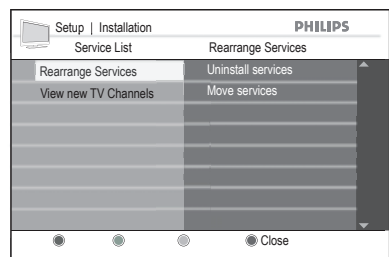 Setup | Installation PHILIPS
Service List Rearrange Services
Rearrange Services Uninstall services
View new TV Channels Move services
Close